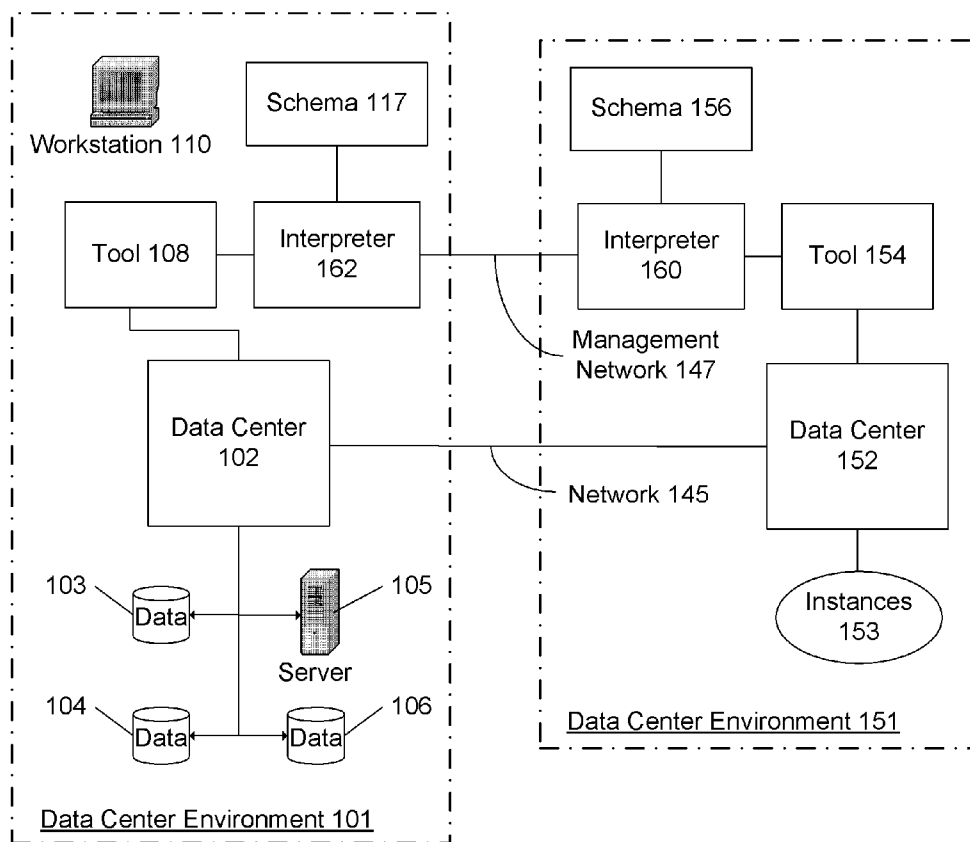 Workstation 110
Schema 117
Tool 108
Interpreter
162
Data Center
102
103
Data
105
Server
104
Data
106
Data
Data Center Environment 101
Management
Network 147
Network 145
Schema 156
Interpreter
160
Tool 154
Data Center
152
Instances
153
Data Center Environment 151